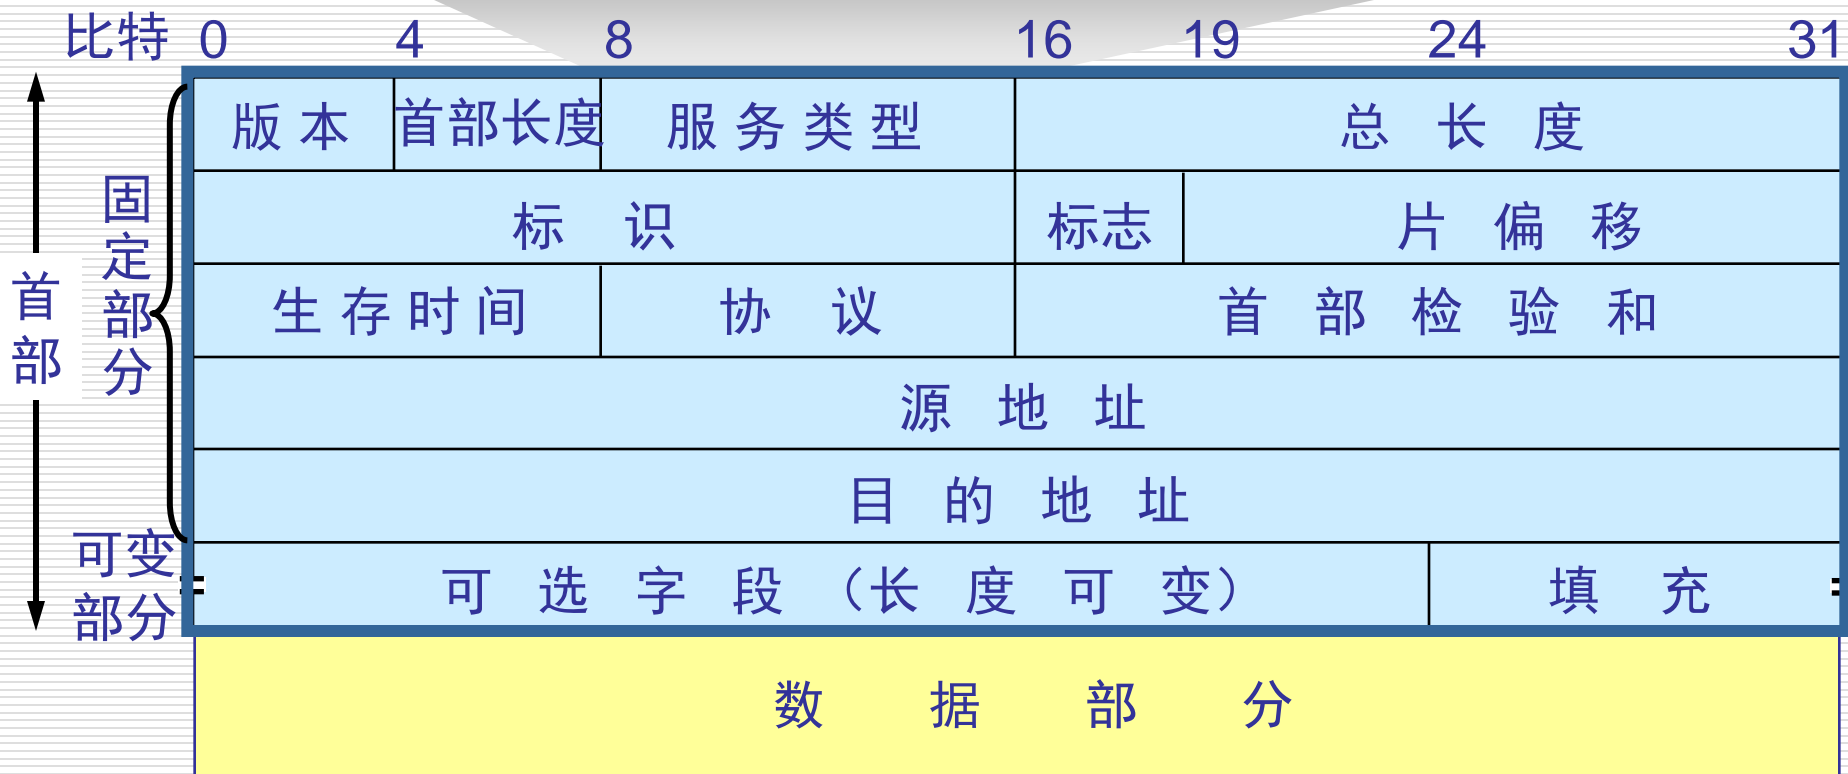 比特 0 4 8 16 19 24 31
版本 首部长度 服务类型 总长度
标识 标志 片偏移
生存时间 协议 首部检验和
源地址
目的地址
可选字段（长度可变） 填充
数据部分
首部
固定部分
可变
部分